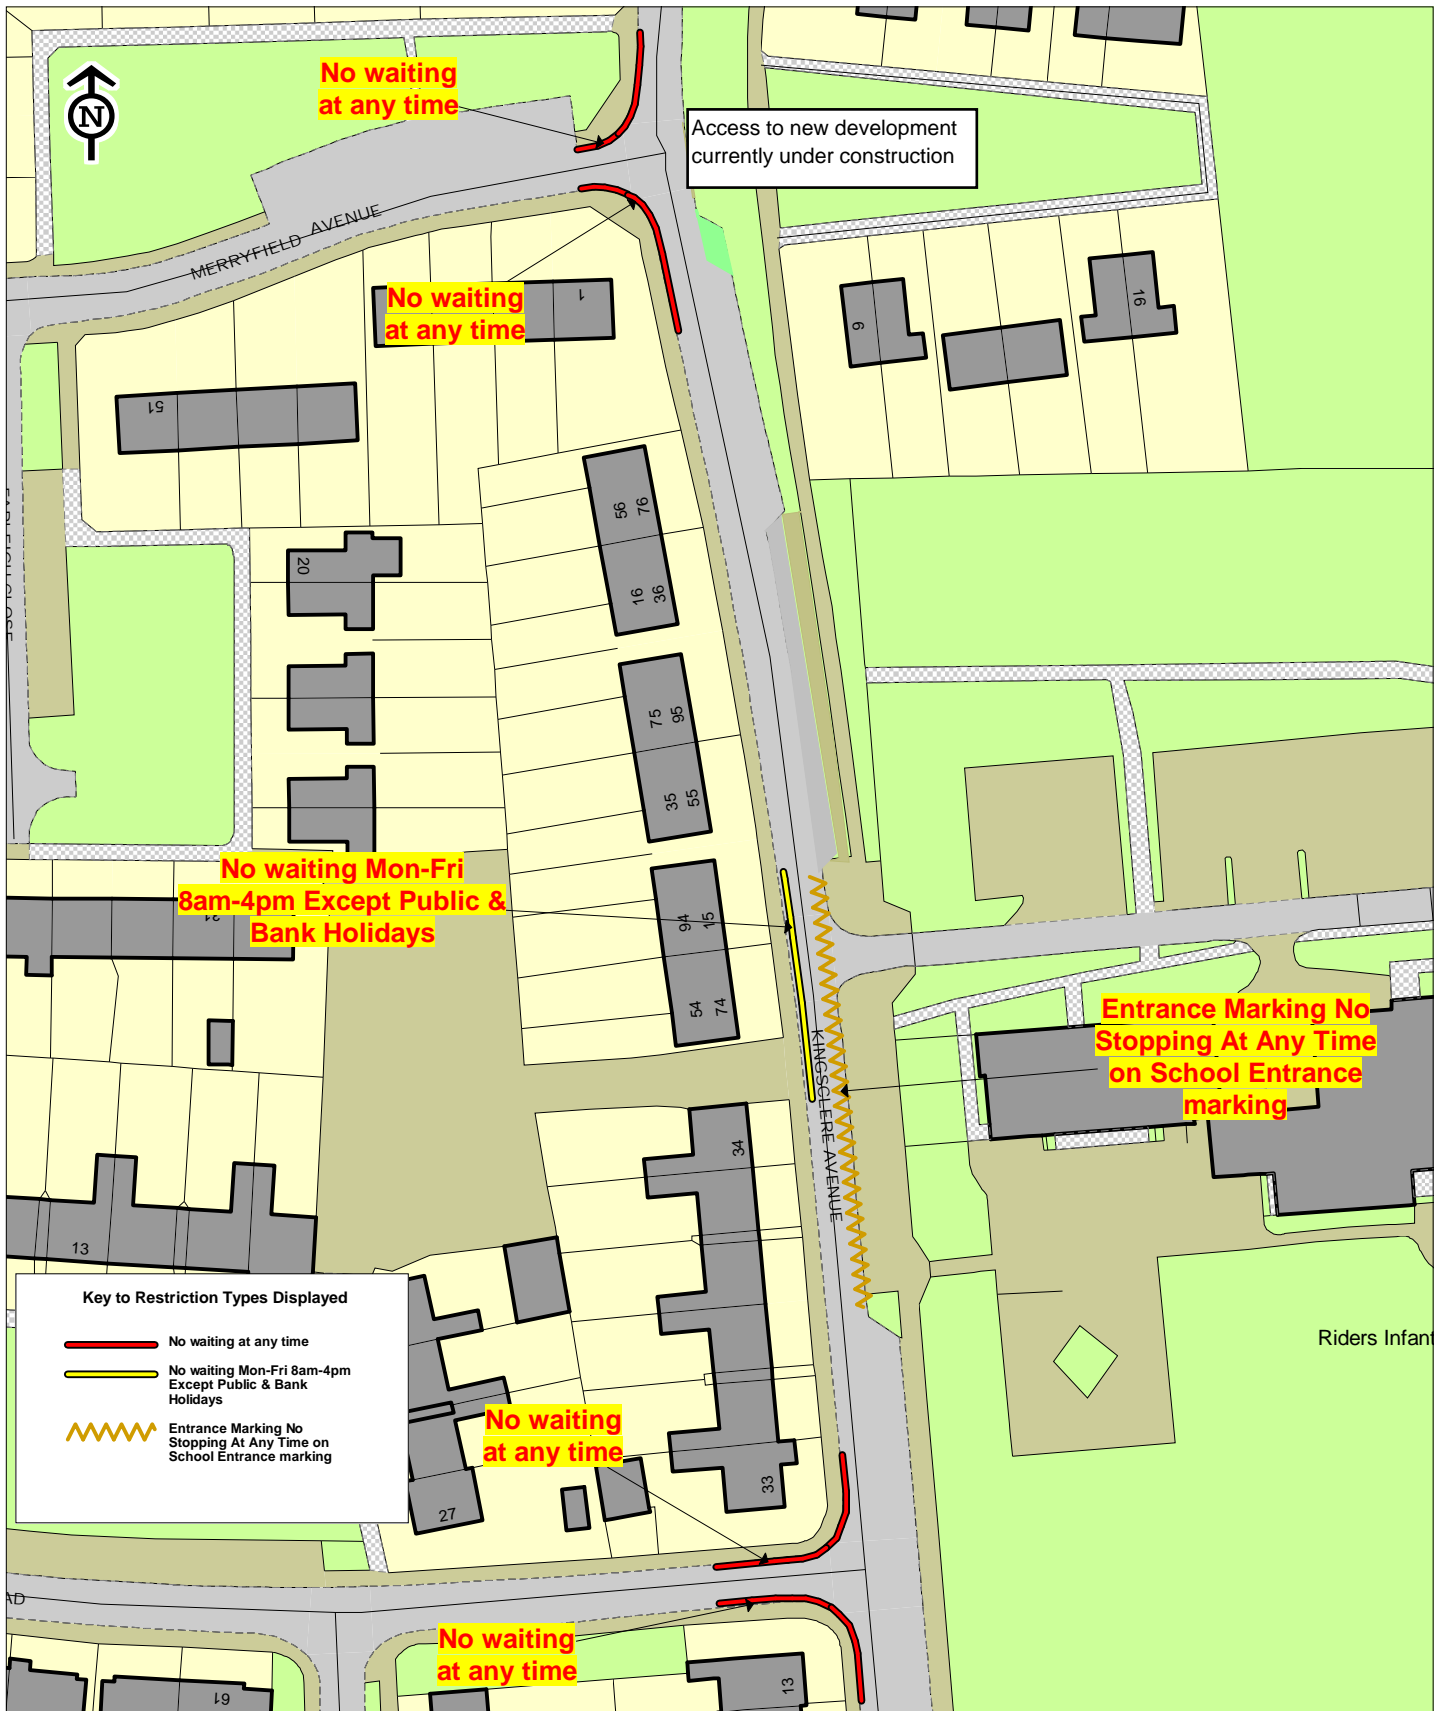 No waiting
at any time
N
Access to new development
currently under construction
MERRYFIELD AVENUE
No waiting
at any time
1
6
16
51
56
76
16
36
20
75
95
35
55
No waiting Mon-Fri
8am-4pm Except Public &
Bank Holidays
94
15
54
74
Entrance Marking No
Stopping At Any Time
on School Entrance
marking
KINGSCLERE AVENUE
34
13
Key to Restriction Types Displayed
No waiting at any time
No waiting Mon-Fri 8am-4pm
Except Public & Bank
Holidays
Entrance Marking No
Stopping At Any Time on
School Entrance marking
Riders Infant
No waiting
at any time
33
27
AD
No waiting
at any time
61
13